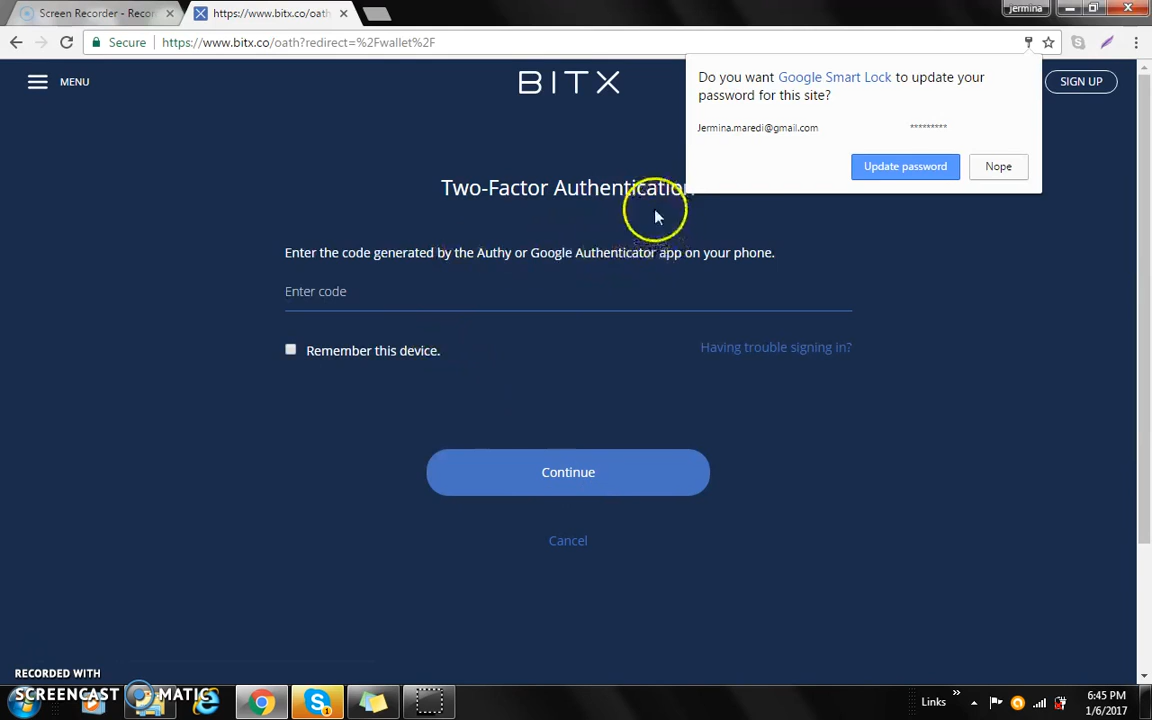 Screen Recorder - Recor
https://www.bitx.co/oath
Jermina
Secure
https://www.bitx.co/oath?redirect=%2Fwallet%2F
MENU
BITX
SIGN UP
Do you want Google Smart Lock to update your
password for this site?
Jermina.maredi@gmail.com *********
Update password
Nope
Two-Factor Authentication
Enter the code generated by the Authy or Google Authenticator app on your phone.
Enter code
Remember this device.
Having trouble signing in?
Continue
Cancel
RECORDED WITH
SCREENCAST MATIC
1
Links
6:45 PM
1/6/2017